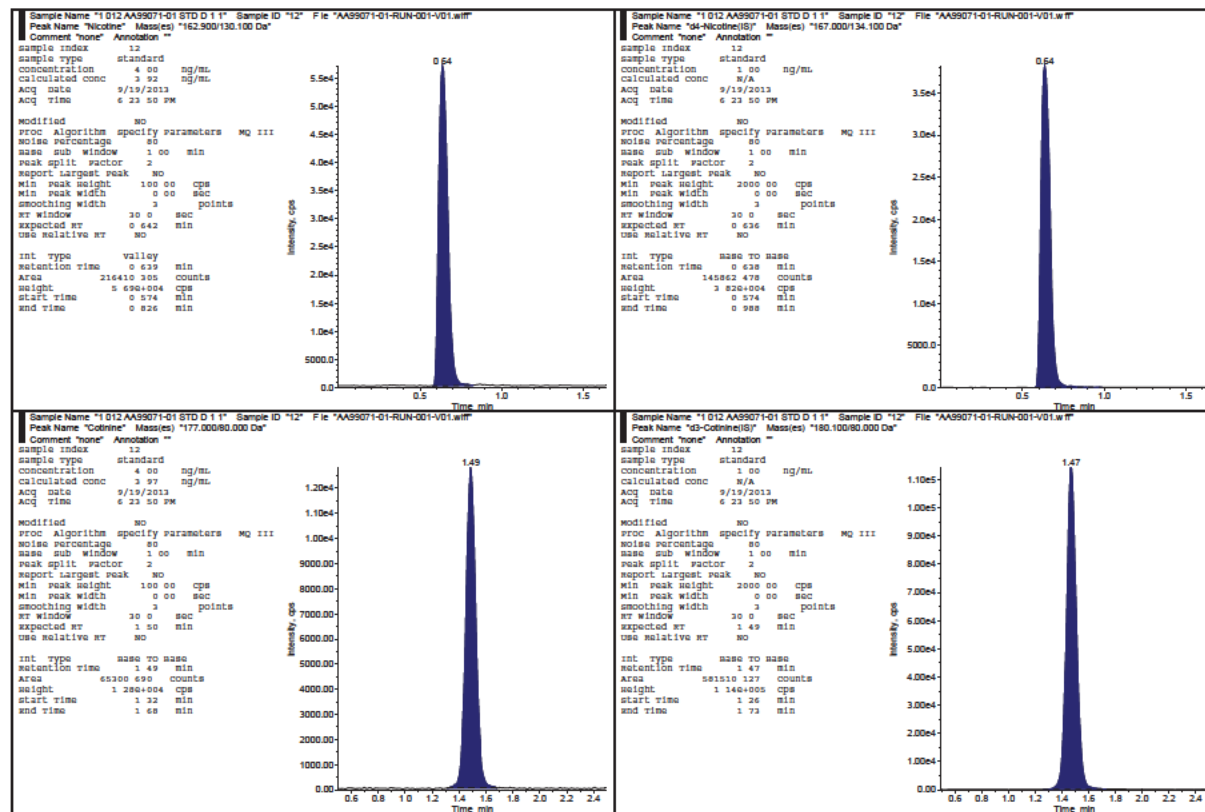 Sample Name "1 012 AA99071-01 STD D 1 1" Sample ID "12" File "AA99071-01-RUN-001-V01.wiff"
Peak Name "Nicotine" Mass(es) "162.900/130.100 Da"
Comment "none" Annotation ""
Sample Index 12
Sample Type standard
Concentration 4 00 ng/mL
Calculated Conc 3 92 ng/mL
Acq Date 9/19/2013
Acq Time 6 23 50 PM
Modified NO
Proc Algorithm Specify Parameters MQ III
Noise Percentage 80
Base Sub Window 1 00 min
Peak Split Factor 2
Report Largest Peak NO
Min Peak Height 100 00 cps
Min Peak Width 0 00 sec
Smoothing Width 3 points
RT Window 30 0 sec
Expected RT 0 642 min
Use Relative RT NO
Int Type Valley
Retention Time 0 639 min
Area 216410 305 counts
Height 5 69e+004 cps
Start Time 0 574 min
End Time 0 826 min
0.64
Intensity, cps
5.5e4
5.0e4
4.5e4
4.0e4
3.5e4
3.0e4
2.5e4
2.0e4
1.5e4
1.0e4
5000.0
0.0
0.5 1.0 1.5
Time min
Sample Name "1 012 AA99071-01 STD D 1 1" Sample ID "12" File "AA99071-01-RUN-001-V01.wiff"
Peak Name "d4-Nicotine(IS)" Mass(es) "167.000/134.100 Da"
Comment "none" Annotation ""
Sample Index 12
Sample Type standard
Concentration 1 00 ng/mL
Calculated Conc N/A
Acq Date 9/19/2013
Acq Time 6 23 50 PM
Modified NO
Proc Algorithm Specify Parameters MQ III
Noise Percentage 80
Base Sub Window 1 00 min
Peak Split Factor 2
Report Largest Peak NO
Min Peak Height 2000 00 cps
Min Peak Width 0 00 sec
Smoothing Width 3 points
RT Window 30 0 sec
Expected RT 0 636 min
Use Relative RT NO
Int Type Base To Base
Retention Time 0 638 min
Area 145862 478 counts
Height 3 82e+004 cps
Start Time 0 574 min
End Time 0 988 min
0.64
Intensity, cps
3.5e4
3.0e4
2.5e4
2.0e4
1.5e4
1.0e4
5000.0
0.0
0.5 1.0 1.5
Time min
Sample Name "1 012 AA99071-01 STD D 1 1" Sample ID "12" File "AA99071-01-RUN-001-V01.wiff"
Peak Name "Cotinine" Mass(es) "177.000/80.000 Da"
Comment "none" Annotation ""
Sample Index 12
Sample Type standard
Concentration 4 00 ng/mL
Calculated Conc 3 97 ng/mL
Acq Date 9/19/2013
Acq Time 6 23 50 PM
Modified NO
Proc Algorithm Specify Parameters MQ III
Noise Percentage 80
Base Sub Window 1 00 min
Peak Split Factor 2
Report Largest Peak NO
Min Peak Height 100 00 cps
Min Peak Width 0 00 sec
Smoothing Width 3 points
RT Window 30 0 sec
Expected RT 1 50 min
Use Relative RT NO
Int Type Base To Base
Retention Time 1 49 min
Area 65300 690 counts
Height 1 28e+004 cps
Start Time 1 32 min
End Time 1 68 min
1.49
Intensity, cps
1.20e4
1.10e4
1.00e4
9000.00
8000.00
7000.00
6000.00
5000.00
4000.00
3000.00
2000.00
1000.00
0.00
0.6 0.8 1.0 1.2 1.4 1.6 1.8 2.0 2.2 2.4
Time min
Sample Name "1 012 AA99071-01 STD D 1 1" Sample ID "12" File "AA99071-01-RUN-001-V01.wiff"
Peak Name "d3-Cotinine(IS)" Mass(es) "180.100/80.000 Da"
Comment "none" Annotation ""
Sample Index 12
Sample Type standard
Concentration 1 00 ng/mL
Calculated Conc N/A
Acq Date 9/19/2013
Acq Time 6 23 50 PM
Modified NO
Proc Algorithm Specify Parameters MQ III
Noise Percentage 80
Base Sub Window 1 00 min
Peak Split Factor 2
Report Largest Peak NO
Min Peak Height 2000 00 cps
Min Peak Width 0 00 sec
Smoothing Width 3 points
RT Window 30 0 sec
Expected RT 1 49 min
Use Relative RT NO
Int Type Base To Base
Retention Time 1 47 min
Area 581510 127 counts
Height 1 14e+005 cps
Start Time 1 26 min
End Time 1 73 min
1.47
Intensity, cps
1.10e5
1.00e5
9.00e4
8.00e4
7.00e4
6.00e4
5.00e4
4.00e4
3.00e4
2.00e4
1.00e4
0.00
0.6 0.8 1.0 1.2 1.4 1.6 1.8 2.0 2.2 2.4
Time min